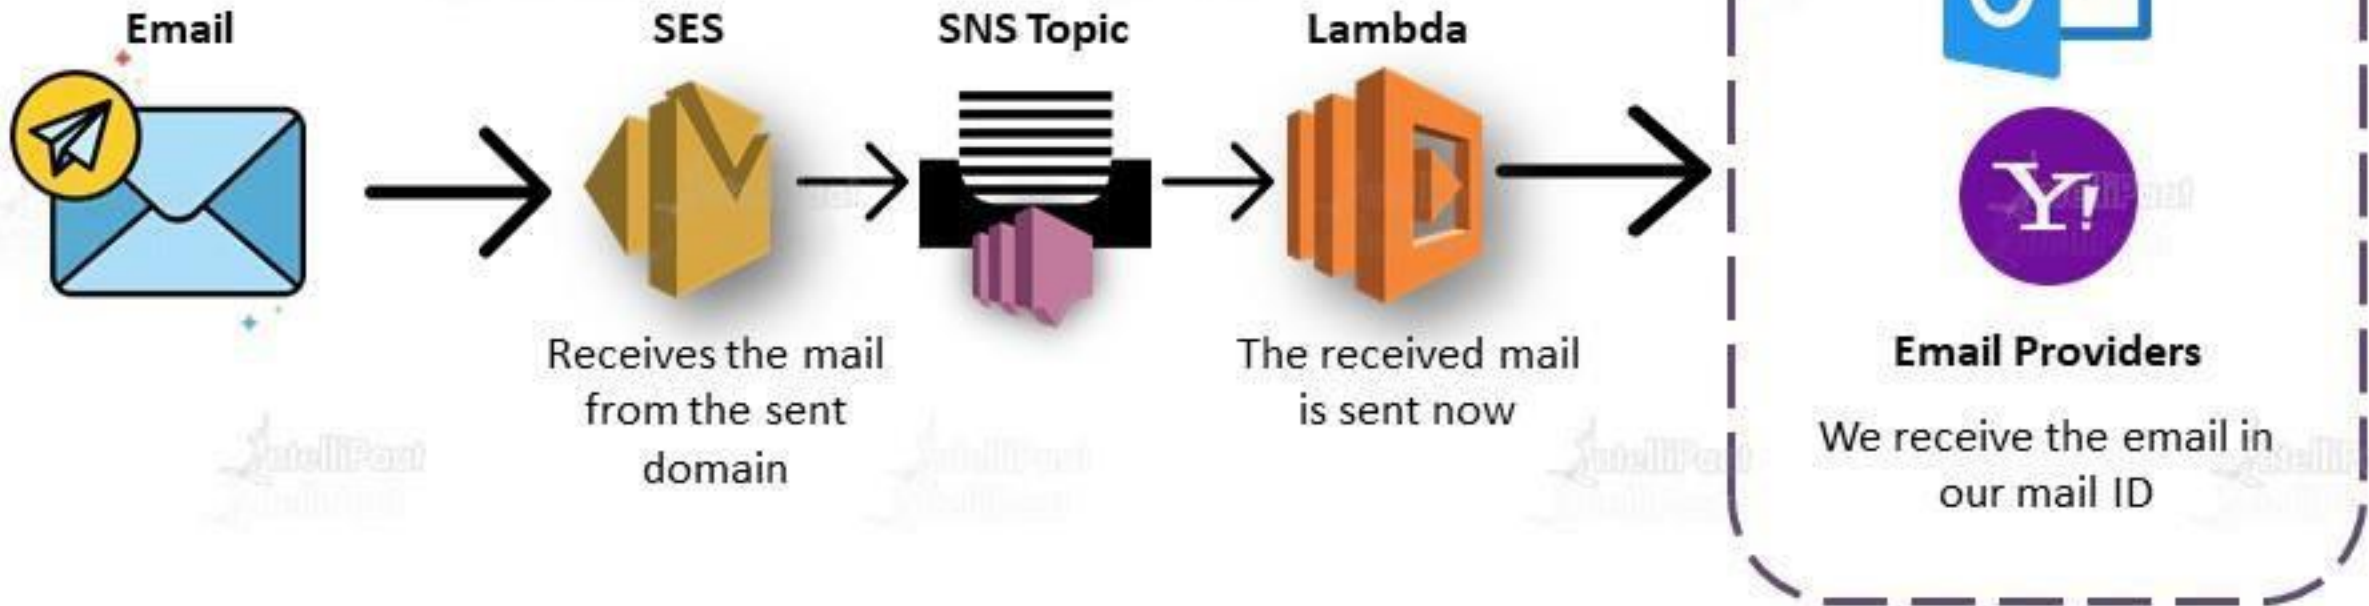 Email
SES
SNS Topic
Lambda
Y!
Receives the mail
from the sent
domain
The received mail
is sent now
Email Providers
We receive the email in
our mail ID